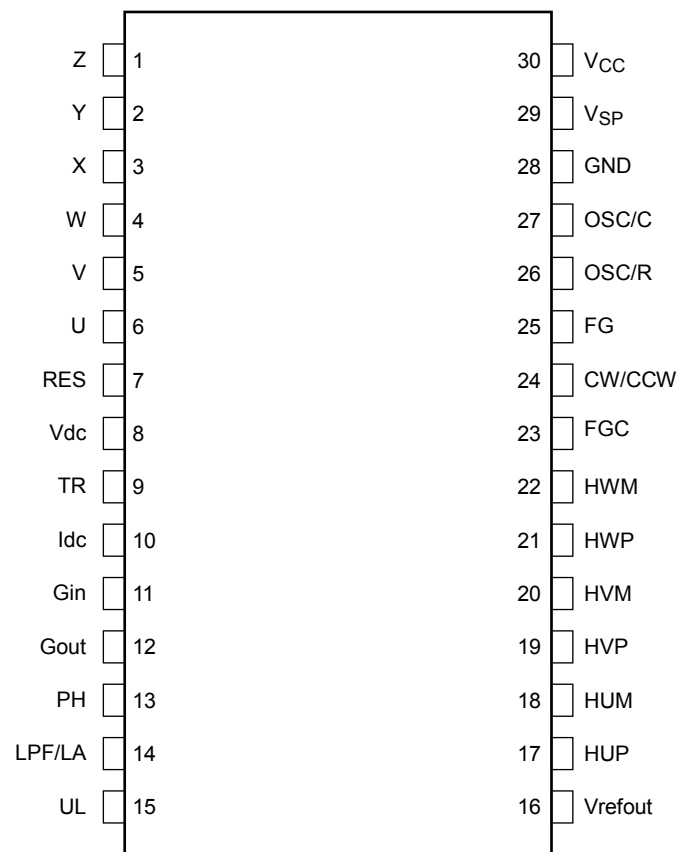 Z 1 30 VCC
Y 2 29 VSP
X 3 28 GND
W 4 27 OSC/C
V 5 26 OSC/R
U 6 25 FG
RES 7 24 CW/CCW
Vdc 8 23 FGC
TR 9 22 HWM
Idc 10 21 HWP
Gin 11 20 HVM
Gout 12 19 HVP
PH 13 18 HUM
LPF/LA 14 17 HUP
UL 15 16 Vrefout